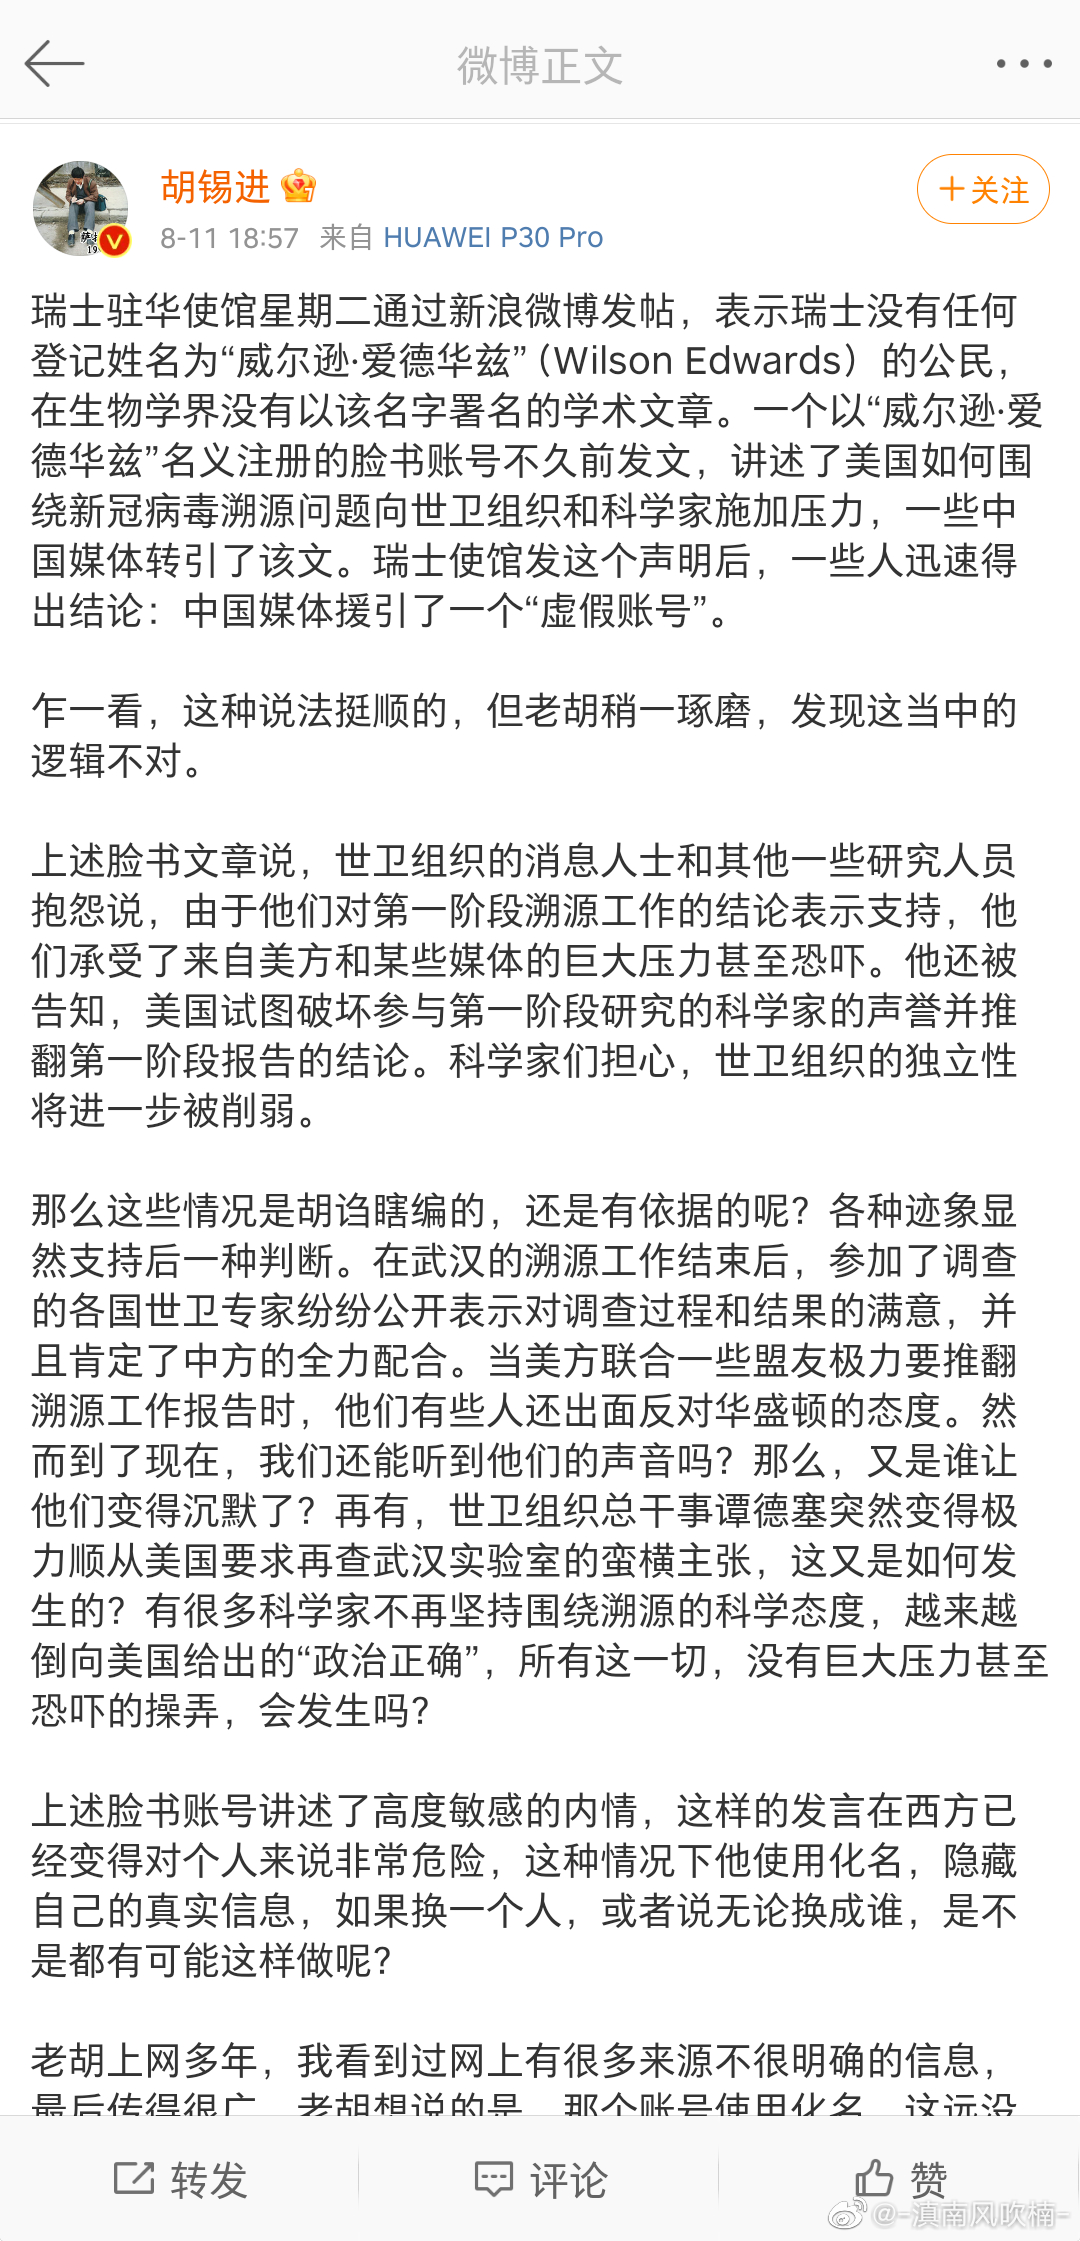 微博正文
胡锡进
+关注
8-11 18:57 来自 HUAWEI P30 Pro
萨
19
瑞士驻华使馆星期二通过新浪微博发帖，表示瑞士没有任何
登记姓名为“威尔逊·爱德华兹”（Wilson Edwards）的公民，
在生物学界没有以该名字署名的学术文章。一个以“威尔逊·爱
德华兹”名义注册的脸书账号不久前发文，讲述了美国如何围
绕新冠病毒溯源问题向世卫组织和科学家施加压力，一些中
国媒体转引了该文。瑞士使馆发这个声明后，一些人迅速得
出结论：中国媒体援引了一个“虚假账号”。
乍一看，这种说法挺顺的，但老胡稍一琢磨，发现这当中的
逻辑不对。
上述脸书文章说，世卫组织的消息人士和其他一些研究人员
抱怨说，由于他们对第一阶段溯源工作的结论表示支持，他
们承受了来自美方和某些媒体的巨大压力甚至恐吓。他还被
告知，美国试图破坏参与第一阶段研究的科学家的声誉并推
翻第一阶段报告的结论。科学家们担心，世卫组织的独立性
将进一步被削弱。
那么这些情况是胡诌瞎编的，还是有依据的呢？各种迹象显
然支持后一种判断。在武汉的溯源工作结束后，参加了调查
的各国世卫专家纷纷公开表示对调查过程和结果的满意，并
且肯定了中方的全力配合。当美方联合一些盟友极力要推翻
溯源工作报告时，他们有些人还出面反对华盛顿的态度。然
而到了现在，我们还能听到他们的声音吗？那么，又是谁让
他们变得沉默了？再有，世卫组织总干事谭德塞突然变得极
力顺从美国要求再查武汉实验室的蛮横主张，这又是如何发
生的？有很多科学家不再坚持围绕溯源的科学态度，越来越
倒向美国给出的“政治正确”，所有这一切，没有巨大压力甚至
恐吓的操弄，会发生吗？
上述脸书账号讲述了高度敏感的内情，这样的发言在西方已
经变得对个人来说非常危险，这种情况下他使用化名，隐藏
自己的真实信息，如果换一个人，或者说无论换成谁，是不
是都有可能这样做呢？
老胡上网多年，我看到过网上有很多来源不很明确的信息，
最后传得很广。老胡想说的是，那个账号使用化名，这远没
转发 评论 赞
@-滇南风吹楠-